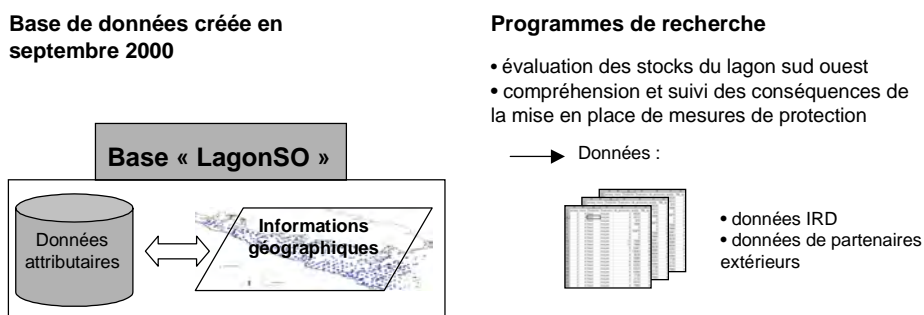 Base de données créée en
septembre 2000
Base « LagonSO »
Données
attributaires
Informations
géographiques
Programmes de recherche
• évaluation des stocks du lagon sud ouest
• compréhension et suivi des conséquences de
la mise en place de mesures de protection
Données :
• données IRD
• données de partenaires
extérieurs